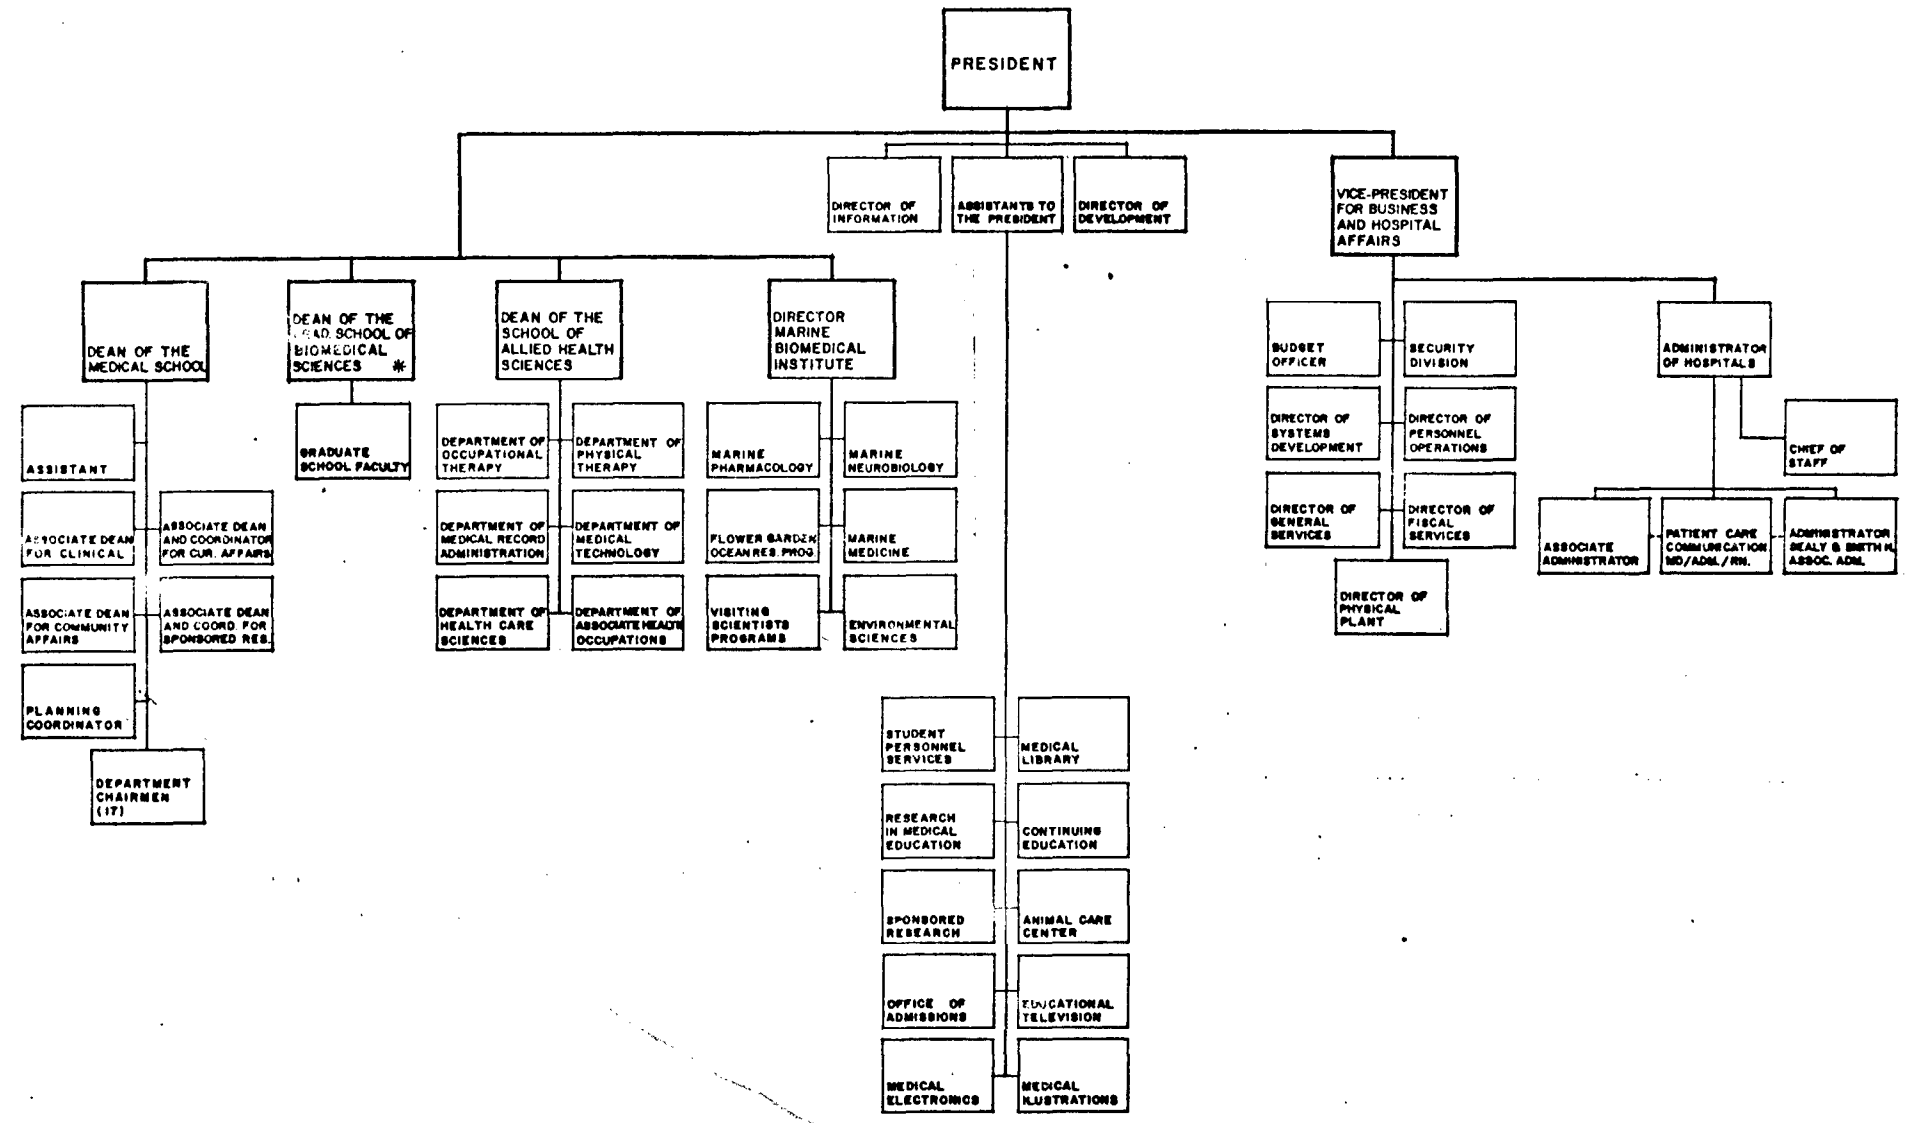 PRESIDENT
DIRECTOR OF
INFORMATION
ASSISTANTS TO
THE PRESIDENT
DIRECTOR OF
DEVELOPMENT
VICE-PRESIDENT
FOR BUSINESS
AND HOSPITAL
AFFAIRS
DEAN OF THE
MEDICAL SCHOOL
DEAN OF THE
GRAD. SCHOOL OF
BIOMEDICAL
SCIENCES *
DEAN OF THE
SCHOOL OF
ALLIED HEALTH
SCIENCES
DIRECTOR
MARINE
BIOMEDICAL
INSTITUTE
ASSISTANT
ASSOCIATE DEAN
FOR CLINICAL
ASSOCIATE DEAN
AND COORDINATOR
FOR CUR. AFFAIRS
ASSOCIATE DEAN
FOR COMMUNITY
AFFAIRS
ASSOCIATE DEAN
AND COORD. FOR
SPONSORED RES.
PLANNING
COORDINATOR
DEPARTMENT
CHAIRMEN
(17)
GRADUATE
SCHOOL FACULTY
DEPARTMENT OF
OCCUPATIONAL
THERAPY
DEPARTMENT OF
PHYSICAL
THERAPY
DEPARTMENT OF
MEDICAL RECORD
ADMINISTRATION
DEPARTMENT OF
MEDICAL
TECHNOLOGY
DEPARTMENT OF
HEALTH CARE
SCIENCES
DEPARTMENT OF
ASSOCIATE HEALTH
OCCUPATIONS
MARINE
PHARMACOLOGY
MARINE
NEUROBIOLOGY
FLOWER GARDEN
OCEAN RES. PROG.
MARINE
MEDICINE
VISITING
SCIENTISTS
PROGRAMS
ENVIRONMENTAL
SCIENCES
STUDENT
PERSONNEL
SERVICES
MEDICAL
LIBRARY
RESEARCH
IN MEDICAL
EDUCATION
CONTINUING
EDUCATION
SPONSORED
RESEARCH
ANIMAL CARE
CENTER
OFFICE OF
ADMISSIONS
EDUCATIONAL
TELEVISION
MEDICAL
ELECTRONICS
MEDICAL
ILUSTRATIONS
BUDGET
OFFICER
SECURITY
DIVISION
DIRECTOR OF
SYSTEMS
DEVELOPMENT
DIRECTOR OF
PERSONNEL
OPERATIONS
DIRECTOR OF
GENERAL
SERVICES
DIRECTOR OF
FISCAL
SERVICES
DIRECTOR OF
PHYSICAL
PLANT
ADMINISTRATOR
OF HOSPITALS
CHIEF OF
STAFF
ASSOCIATE
ADMINISTRATOR
PATIENT CARE
COMMUNICATION
MD/ADM./RN.
ADMINISTRATOR
SEALY & SMITH H.
ASSOC. ADM.